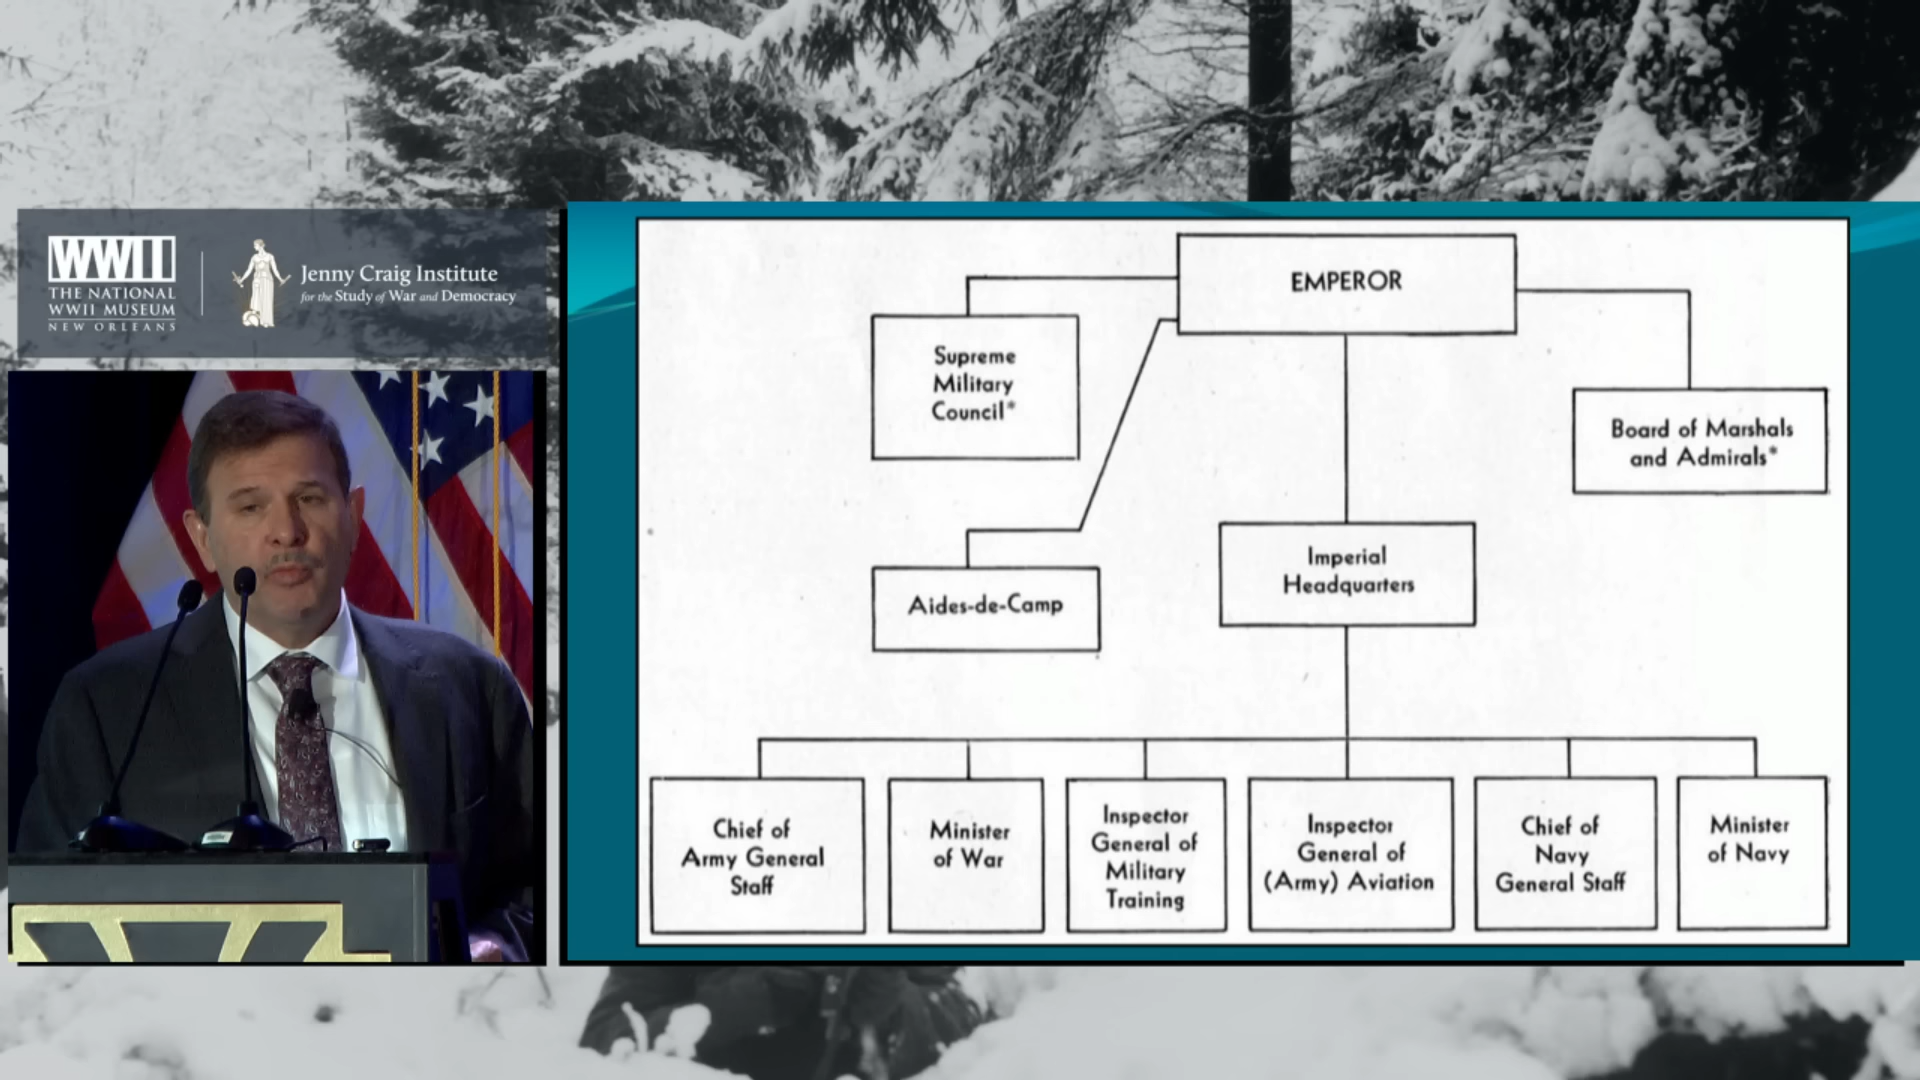 WWII
THE NATIONAL
WWII MUSEUM
NEW ORLEANS
Jenny Craig Institute
for the Study of War and Democracy
EMPEROR
Supreme
Military
Council*
Board of Marshals
and Admirals*
Aides-de-Camp
Imperial
Headquarters
Chief of
Army General
Staff
Minister
of War
Inspector
General of
Military
Training
Inspector
General of
(Army) Aviation
Chief of
Navy
General Staff
Minister
of Navy